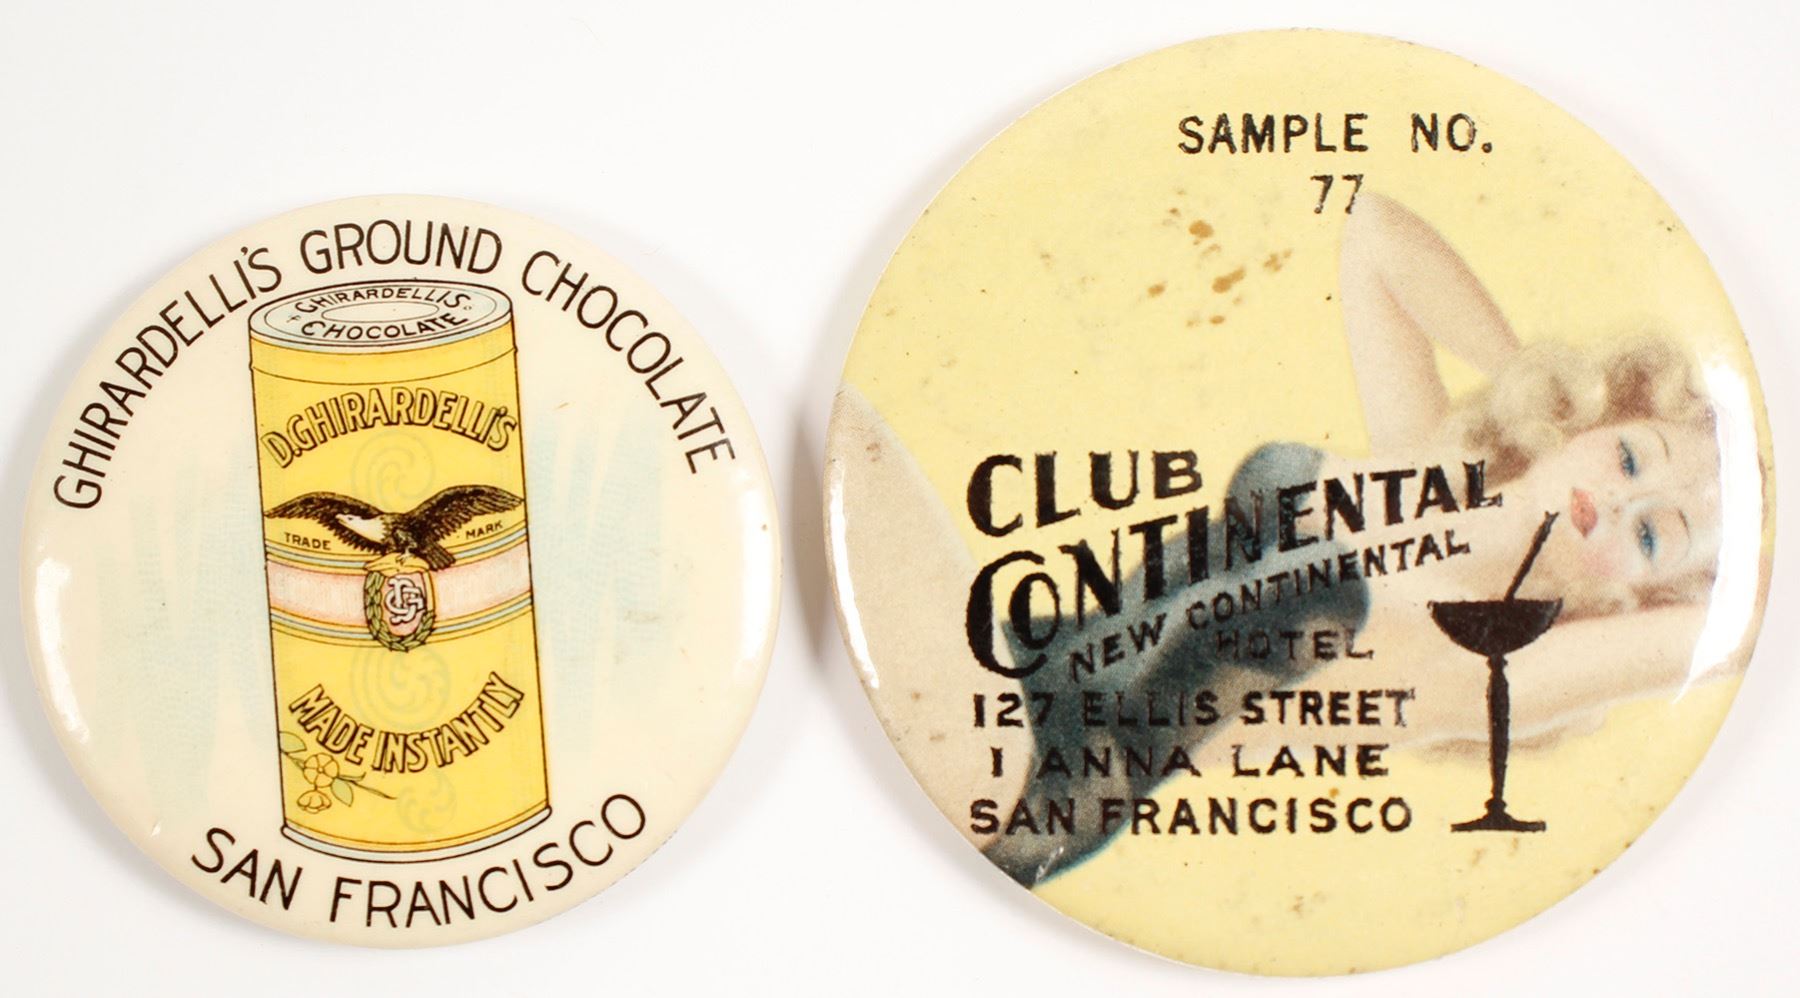 GHIRARDELLI'S GROUND CHOCOLATE
GHIRARDELLI'S
CHOCOLATE
D.GHIRARDELLI'S
TRADE MARK
MADE INSTANTLY
SAN FRANCISCO
SAMPLE NO.
77
CLUB
CONTINENTAL
NEW CONTINENTAL
HOTEL
127 ELLIS STREET
1 ANNA LANE
SAN FRANCISCO